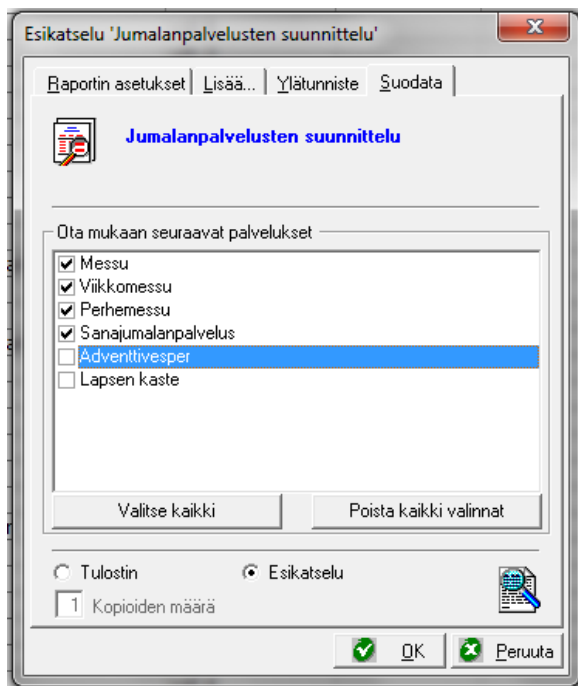 Esikatselu 'Jumalanpalvelusten suunnittelu'
Raportin asetukset Lisää... Ylätunniste Suodata
Jumalanpalvelusten suunnittelu
Ota mukaan seuraavat palvelukset
Messu
Viikkomessu
Perhemessu
Sanajumalanpalvelus
Adventtivesper
Lapsen kaste
Valitse kaikki Poista kaikki valinnat
Tulostin Esikatselu
1 Kopioiden määrä
OK Peruuta